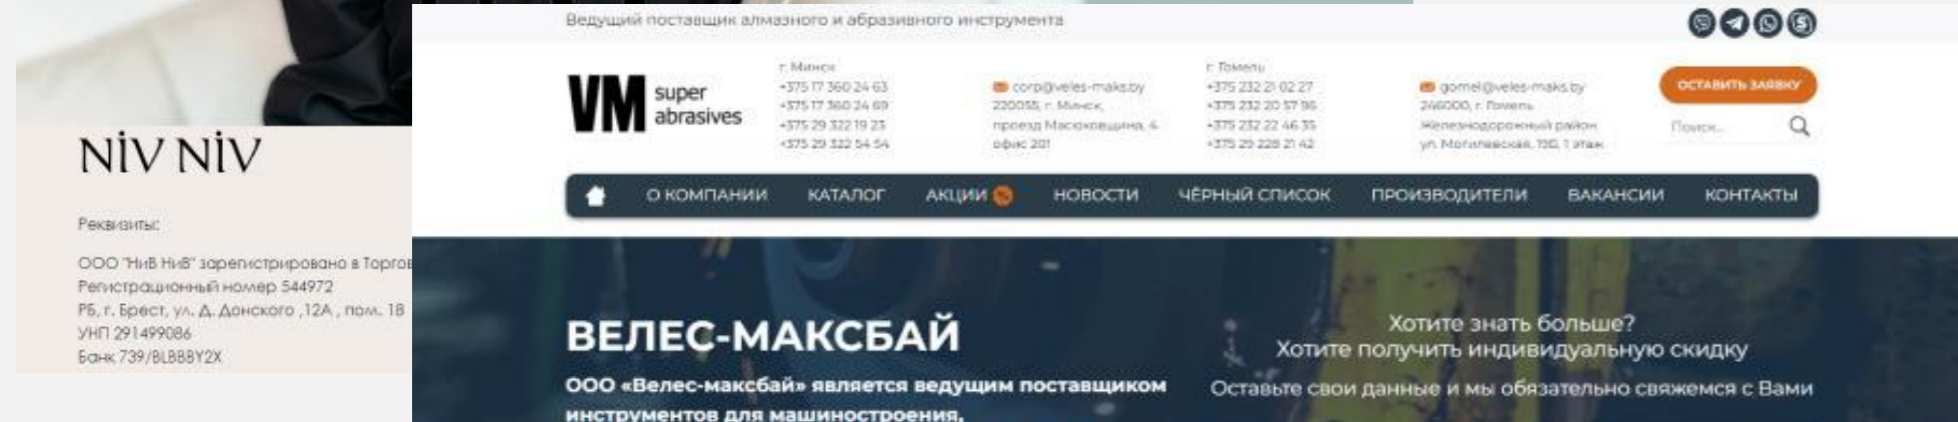 NİV NİV
Реквизиты:
ООО "НиВ НиВ" зарегистрировано в Торгов
Регистрационный номер 544972
РБ, г. Брест, ул. Д. Донского ,12А , пом. 18
УНП 291499086
Банк 739/BLBBBY2X
Ведущий поставщик алмазного и абразивного инструмента
VM super abrasives
г. Минск
+375 17 360 24 63
+375 17 360 24 69
+375 29 322 19 23
+375 29 322 54 54
corp@veles-maks.by
220055, г. Минск,
проезд Масюковщина, 4
офис 201
г. Гомель
+375 232 21 02 27
+375 232 20 57 96
+375 232 22 46 35
+375 29 228 21 42
gomel@veles-maks.by
246000, г. Гомель
Железнодорожный район
ул. Могилевская, 1 этаж
ОСТАВИТЬ ЗАЯВКУ
Поиск...
О КОМПАНИИ КАТАЛОГ АКЦИИ % НОВОСТИ ЧЁРНЫЙ СПИСОК ПРОИЗВОДИТЕЛИ ВАКАНСИИ КОНТАКТЫ
ВЕЛЕС-МАКСБАЙ
ООО «Велес-максбай» является ведущим поставщиком
инструментов для машиностроения,
Хотите знать больше?
Хотите получить индивидуальную скидку
Оставьте свои данные и мы обязательно свяжемся с Вами